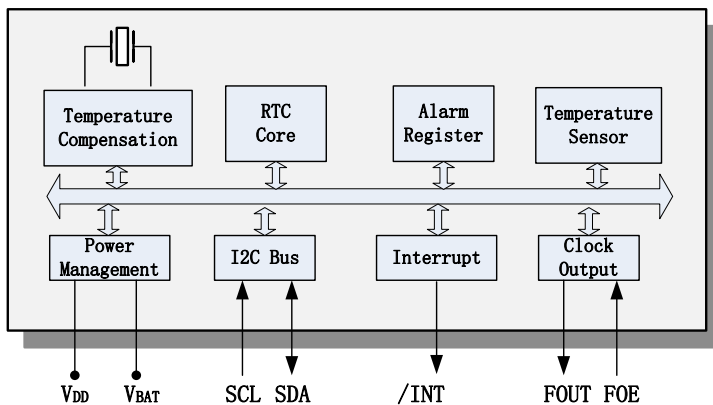 Temperature
Compensation
RTC
Core
Alarm
Register
Temperature
Sensor
Power
Management
I2C Bus
Interrupt
Clock
Output
VDD
VBAT
SCL SDA
/INT
FOUT FOE